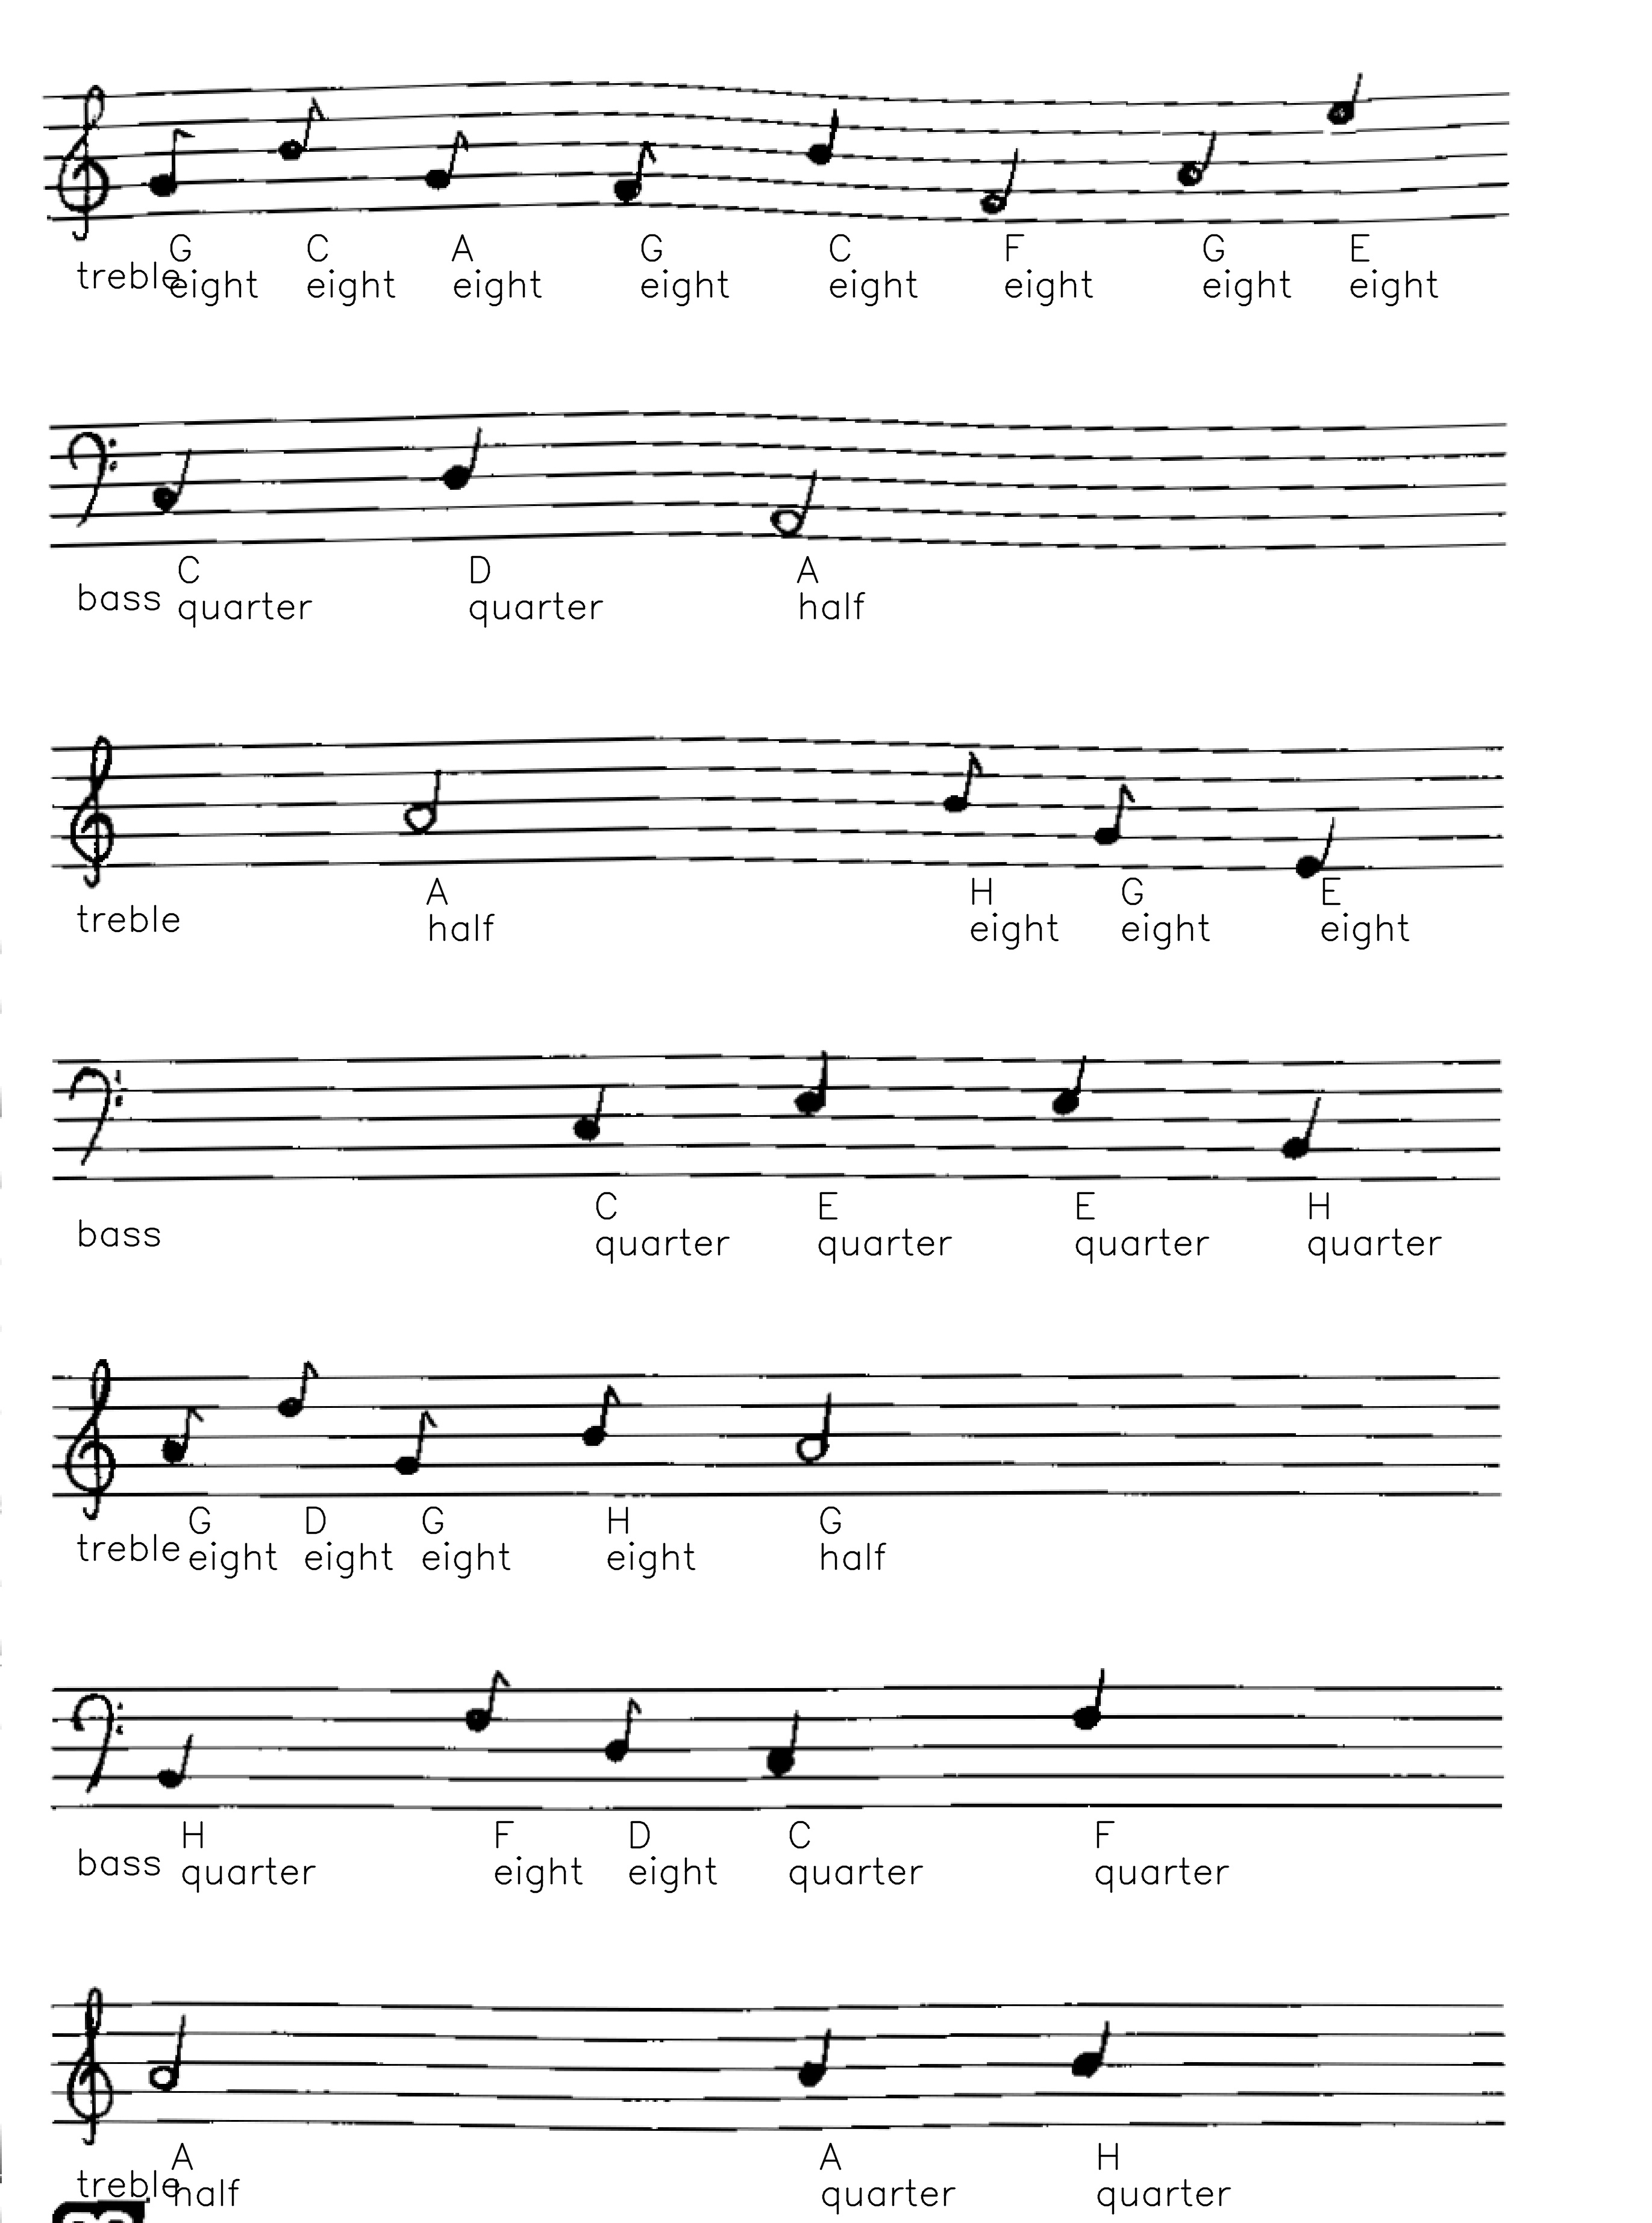 G C A G C F G E
treble eight eight eight eight eight eight eight eight
C D A
bass quarter quarter half
A H G E
treble half eight eight eight
C E E H
bass quarter quarter quarter quarter
G D G H G
treble eight eight eight eight half
H F D C F
bass quarter eight eight quarter quarter
A A H
treble half quarter quarter